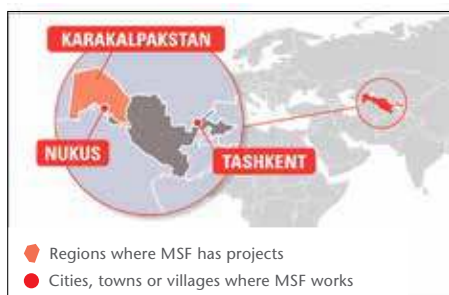 KARAKALPAKSTAN
NUKUS
TASHKENT
Regions where MSF has projects
Cities, towns or villages where MSF works